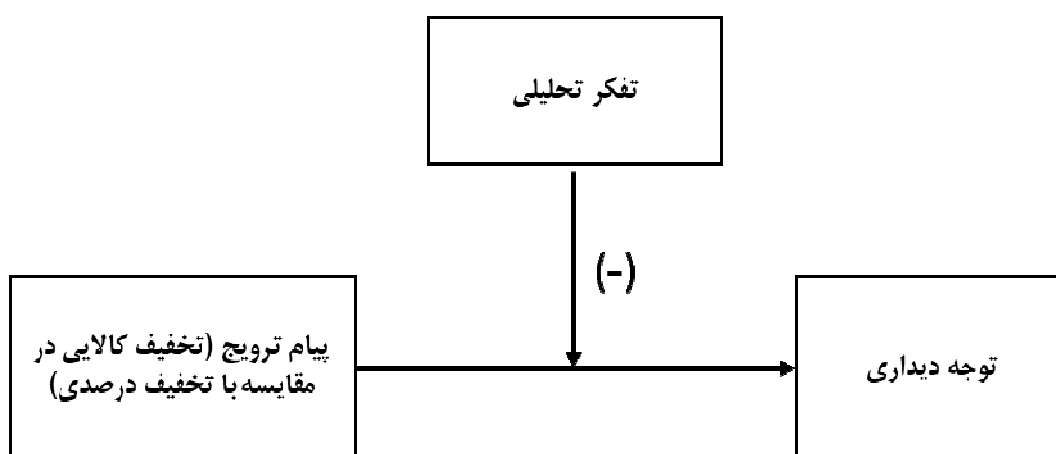 تفکر تحلیلی
(-)
پیام ترویج (تخفیف کالایی در
مقایسه با تخفیف درصدی)
توجه دیداری